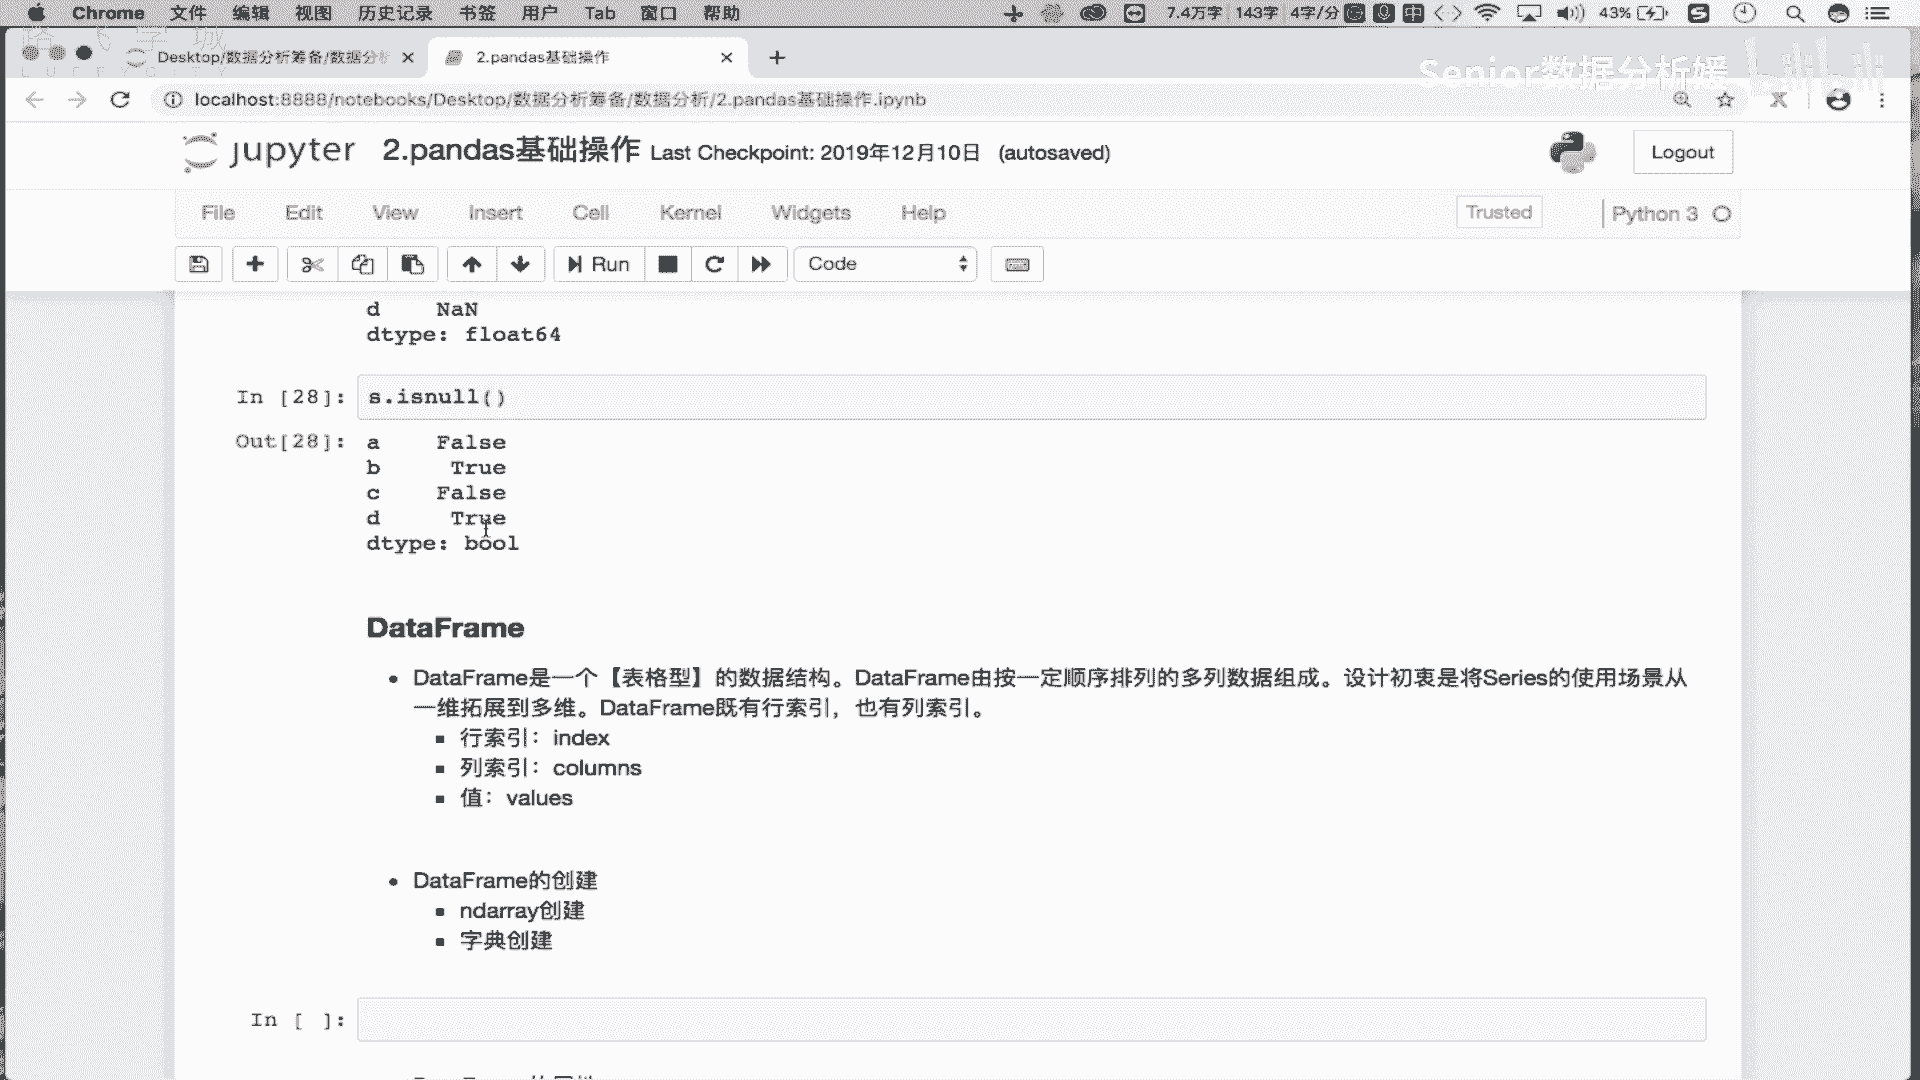 Chrome 文件 编辑 视图 历史记录 书签 用户 Tab 窗口 帮助 7.4万字 143字 4字/分 中 43%
Desktop/数据分析筹备/数据分析
2.pandas基础操作
Senior数据分析媛 bilibili
localhost:8888/notebooks/Desktop/数据分析筹备/数据分析/2.pandas基础操作.ipynb
jupyter 2.pandas基础操作 Last Checkpoint: 2019年12月10日 (autosaved)
Logout
File Edit View Insert Cell Kernel Widgets Help Trusted Python 3
Run Code
d NaN
dtype: float64
In [28]: s.isnull()
Out[28]: a False
b True
c False
d True
dtype: bool
DataFrame
DataFrame是一个【表格型】的数据结构。DataFrame由按一定顺序排列的多列数据组成。设计初衷是将Series的使用场景从
一维拓展到多维。DataFrame既有行索引，也有列索引。
行索引：index
列索引：columns
值：values
DataFrame的创建
ndarray创建
字典创建
In [ ]: